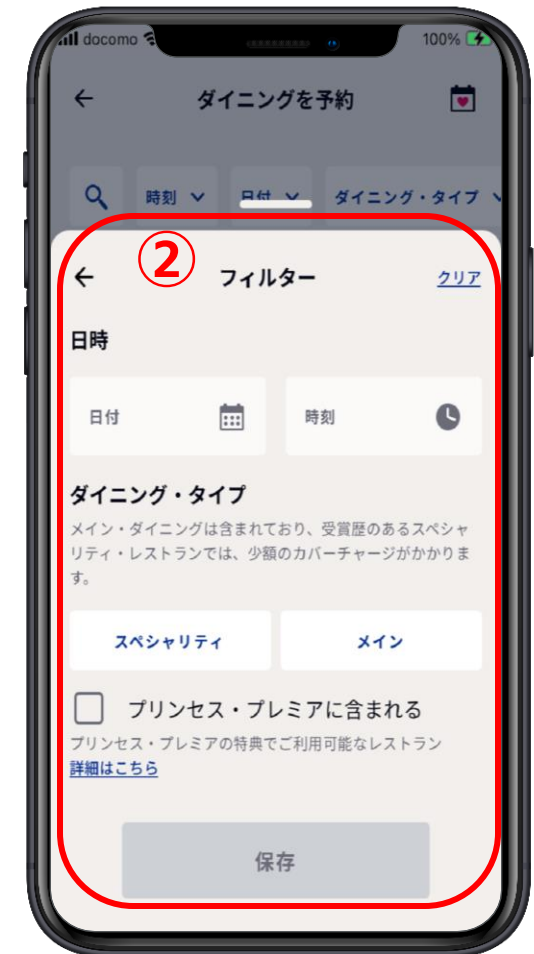 docomo 100%
ダイニングを予約
時刻 日付 ダイニング・タイプ
②
フィルター クリア
日時
日付 時刻
ダイニング・タイプ
メイン・ダイニングは含まれており、受賞歴のあるスペシャ
リティ・レストランでは、少額のカバーチャージがかかりま
す。
スペシャリティ メイン
プリンセス・プレミアに含まれる
プリンセス・プレミアの特典でご利用可能なレストラン
詳細はこちら
保存